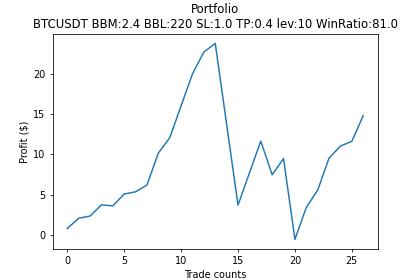 Portfolio
BTCUSDT BBM:2.4 BBL:220 SL:1.0 TP:0.4 lev:10 WinRatio:81.0
Profit ($)
20
15
10
5
0
0 5 10 15 20 25
Trade counts